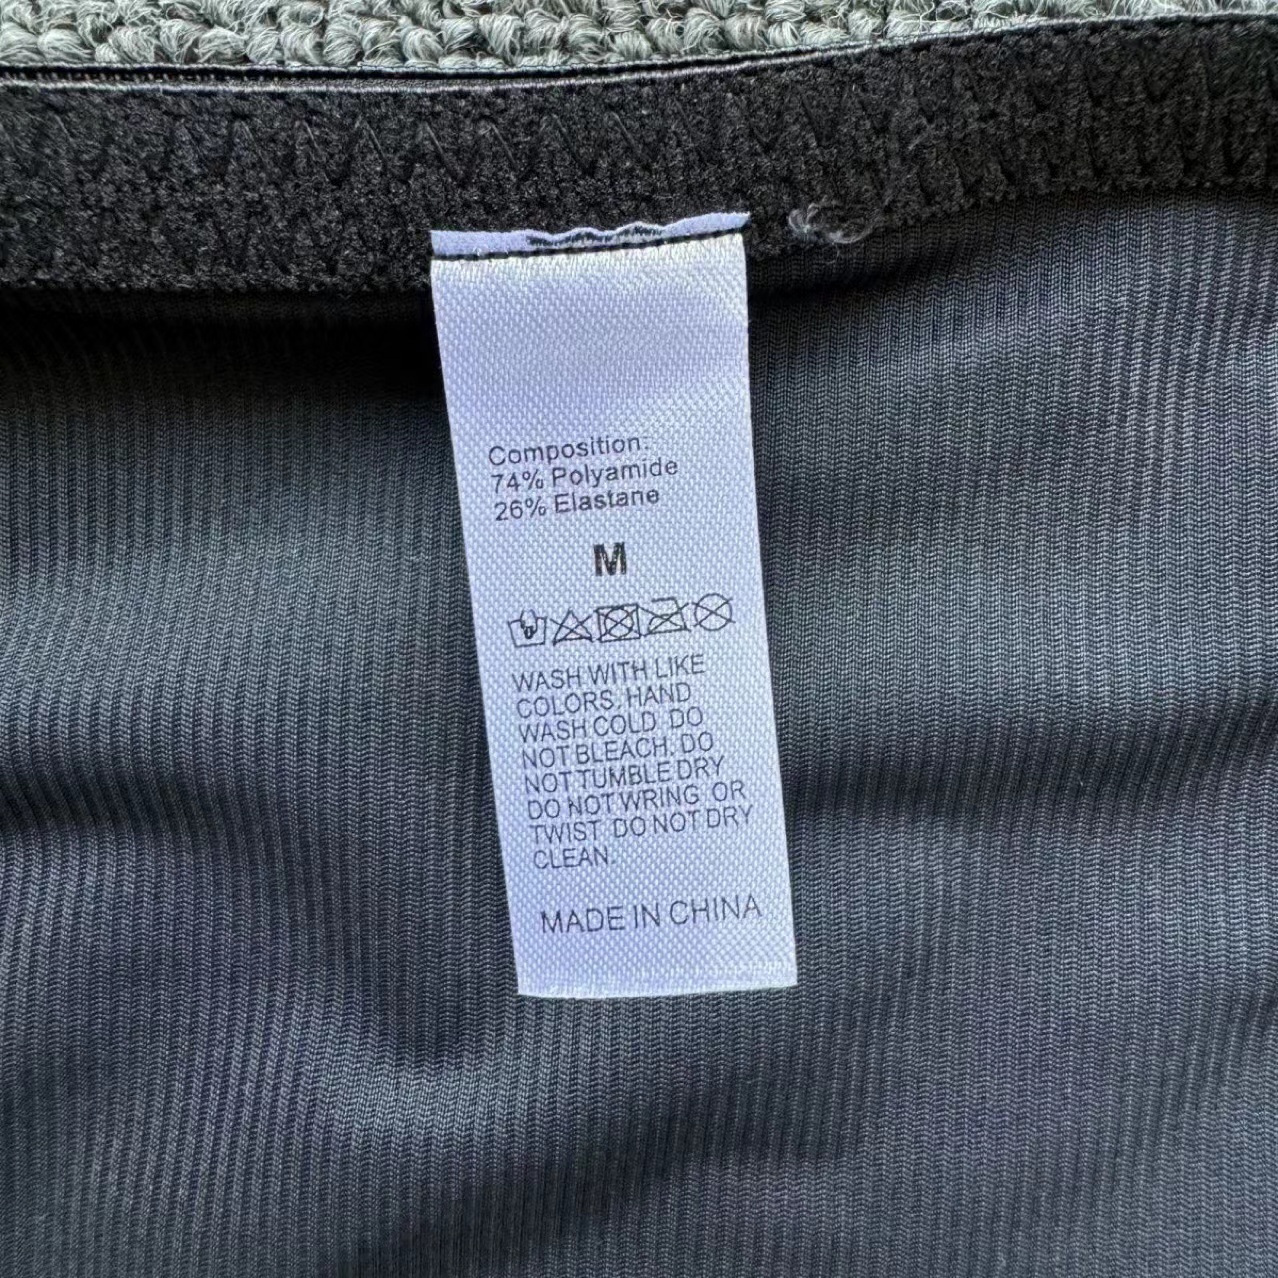 Composition:
74% Polyamide
26% Elastane
M
WASH WITH LIKE
COLORS. HAND
WASH COLD. DO
NOT BLEACH. DO
NOT TUMBLE DRY
DO NOT WRING OR
TWIST. DO NOT DRY
CLEAN.
MADE IN CHINA